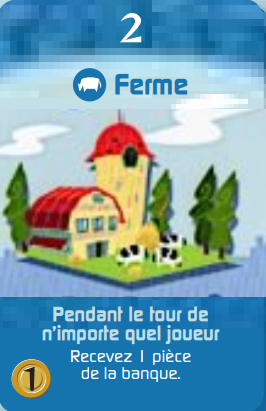 2
Ferme
Pendant le tour de
n'importe quel joueur
Recevez 1 pièce
de la banque.
1